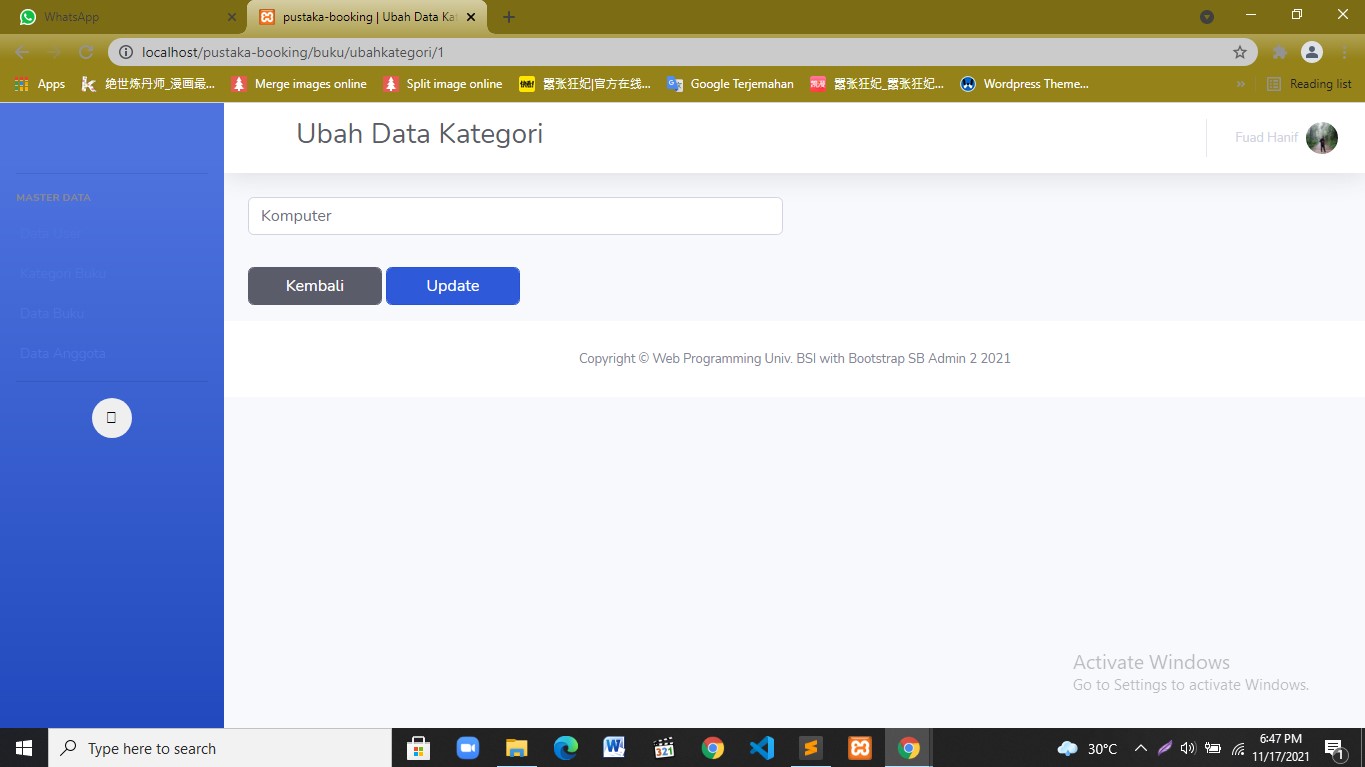 WhatsApp
pustaka-booking | Ubah Data Kat
localhost/pustaka-booking/buku/ubahkategori/1
Apps
絶世炼丹师_漫画最...
Merge images online
Split image online
嚣张狂妃|官方在线...
Google Terjemahan
嚣张狂妃_嚣张狂妃...
Wordpress Theme...
»
Reading list
Ubah Data Kategori
Fuad Hanif
MASTER DATA
Kategori Buku
Data Buku
Data Anggota
Komputer
Kembali
Update
Copyright © Web Programming Univ. BSI with Bootstrap SB Admin 2 2021
Activate Windows
Go to Settings to activate Windows.
Type here to search
30°C
6:47 PM
11/17/2021
1